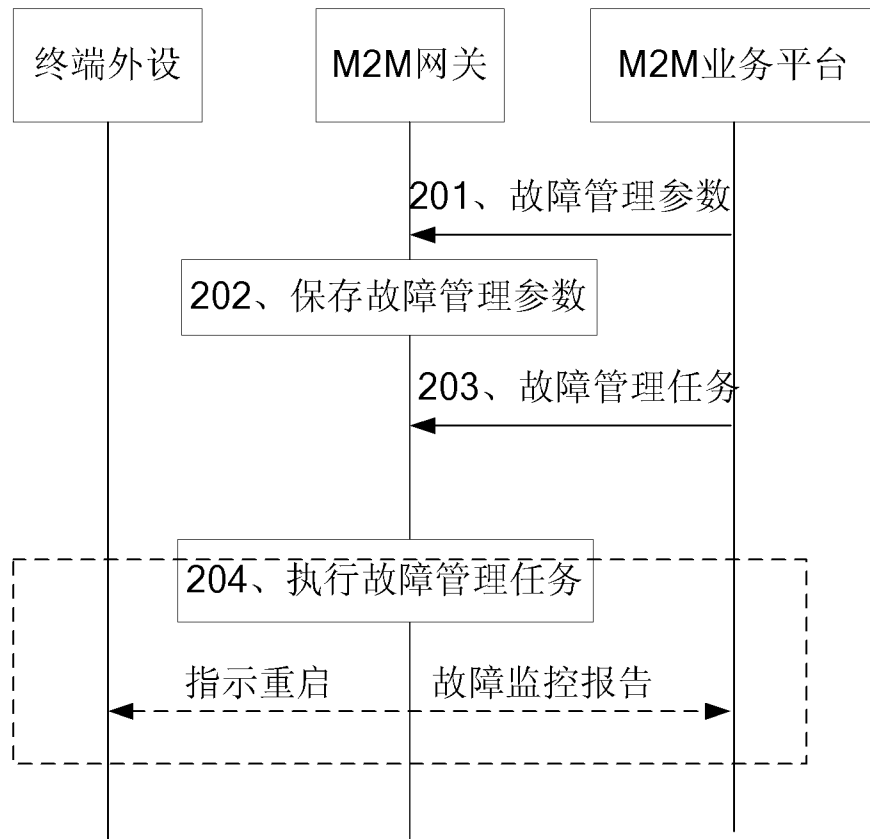 终端外设
M2M网关
M2M业务平台
201、故障管理参数
202、保存故障管理参数
203、故障管理任务
204、执行故障管理任务
指示重启
故障监控报告